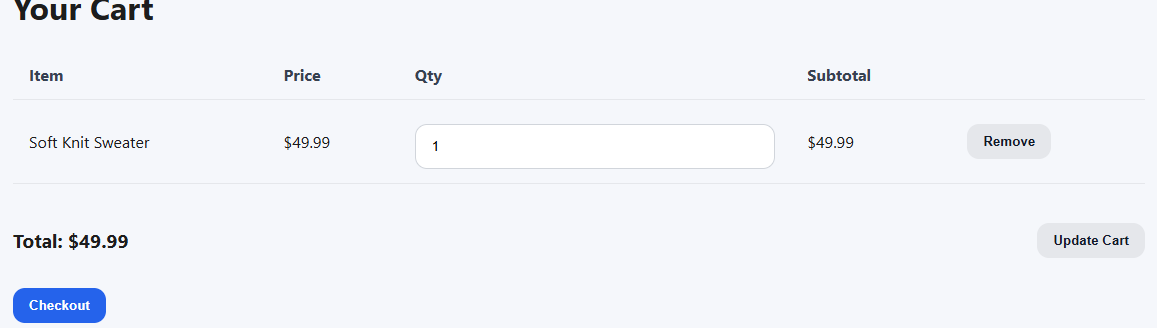 Your Cart
Item Price Qty Subtotal
Soft Knit Sweater $49.99 1 $49.99 Remove
Total: $49.99 Update Cart
Checkout